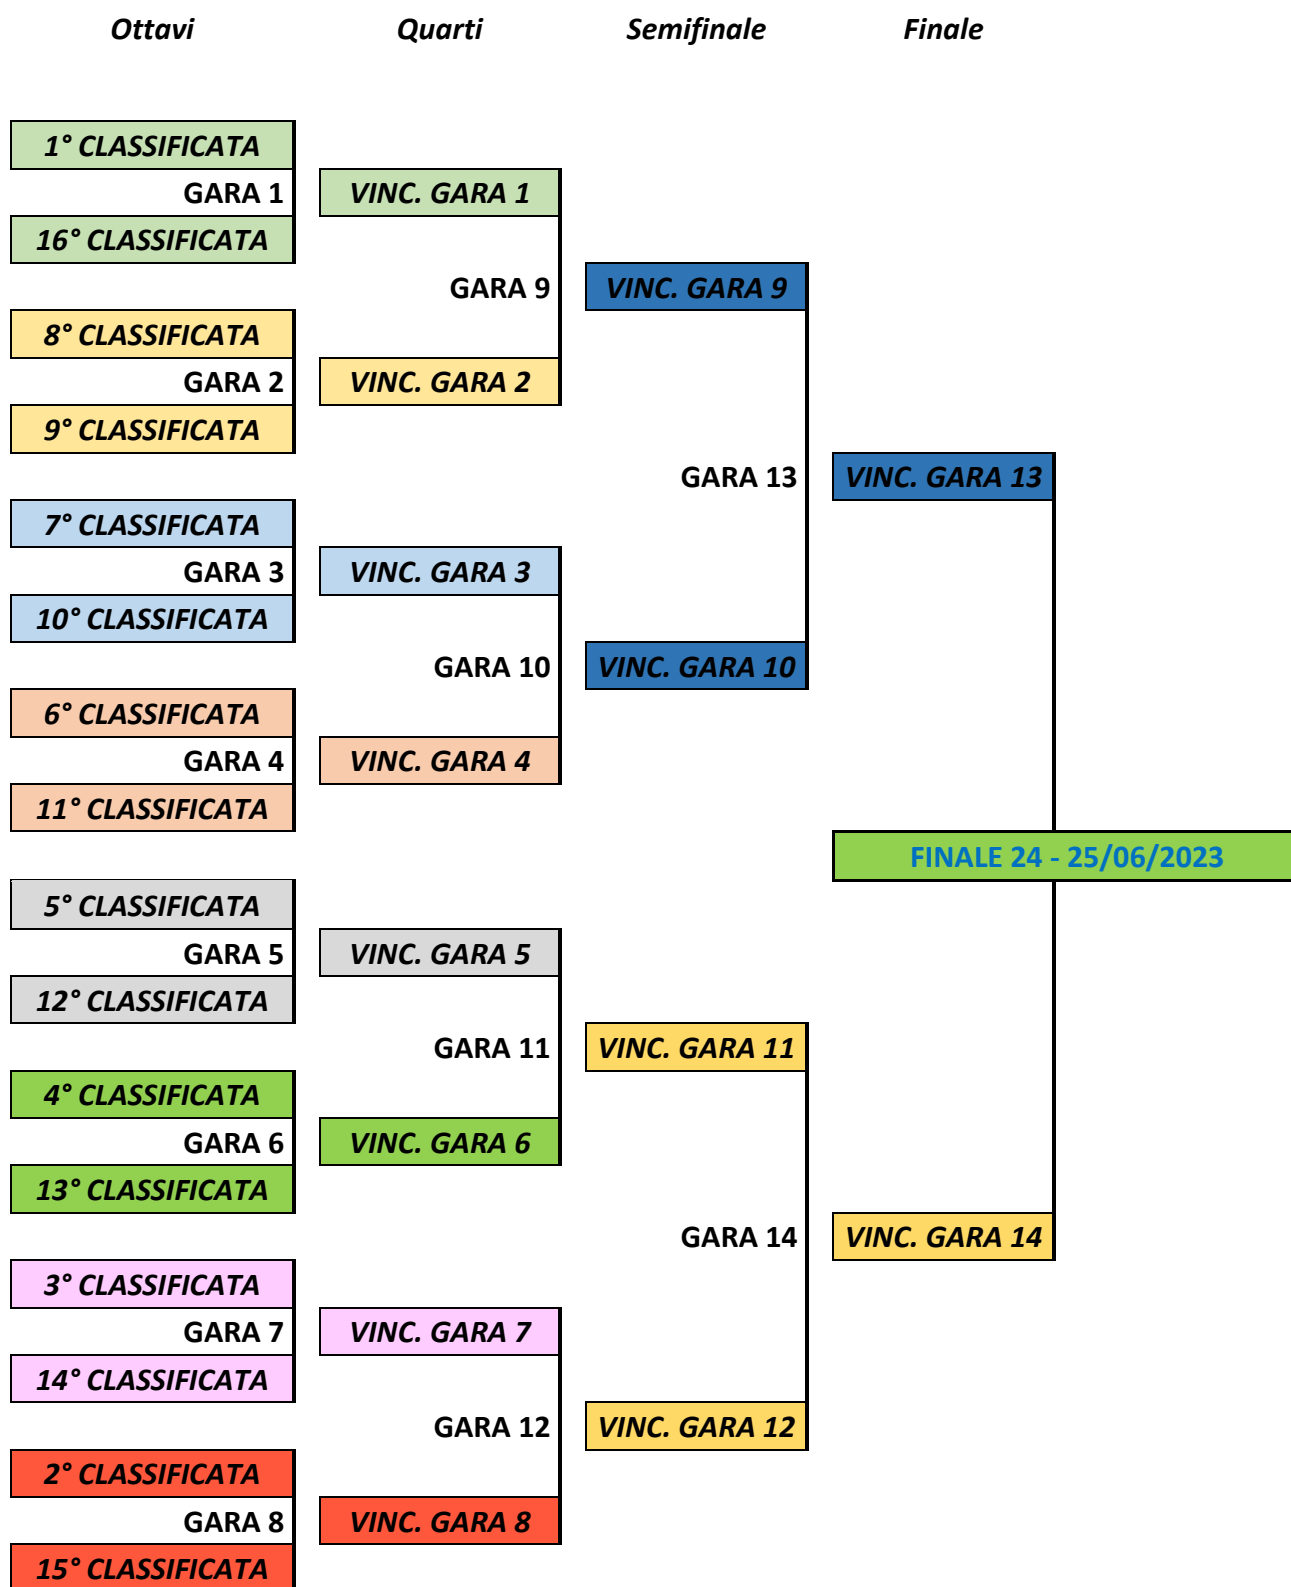 Ottavi Quarti Semifinale Finale
1° CLASSIFICATA
GARA 1 VINC. GARA 1
16° CLASSIFICATA
GARA 9 VINC. GARA 9
8° CLASSIFICATA
GARA 2 VINC. GARA 2
9° CLASSIFICATA
GARA 13 VINC. GARA 13
7° CLASSIFICATA
GARA 3 VINC. GARA 3
10° CLASSIFICATA
GARA 10 VINC. GARA 10
6° CLASSIFICATA
GARA 4 VINC. GARA 4
11° CLASSIFICATA
FINALE 24 - 25/06/2023
5° CLASSIFICATA
GARA 5 VINC. GARA 5
12° CLASSIFICATA
GARA 11 VINC. GARA 11
4° CLASSIFICATA
GARA 6 VINC. GARA 6
13° CLASSIFICATA
GARA 14 VINC. GARA 14
3° CLASSIFICATA
GARA 7 VINC. GARA 7
14° CLASSIFICATA
GARA 12 VINC. GARA 12
2° CLASSIFICATA
GARA 8 VINC. GARA 8
15° CLASSIFICATA